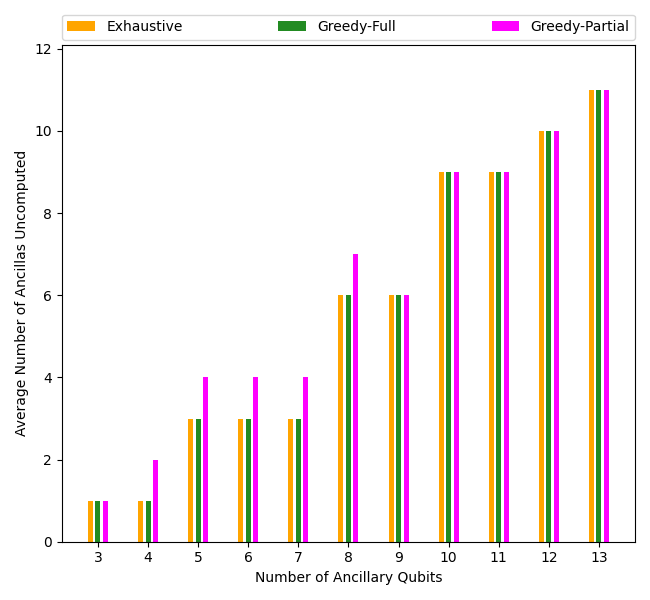 Exhaustive Greedy-Full Greedy-Partial
12
10
8
6
4
2
0
Average Number of Ancillas Uncomputed
3 4 5 6 7 8 9 10 11 12 13
Number of Ancillary Qubits